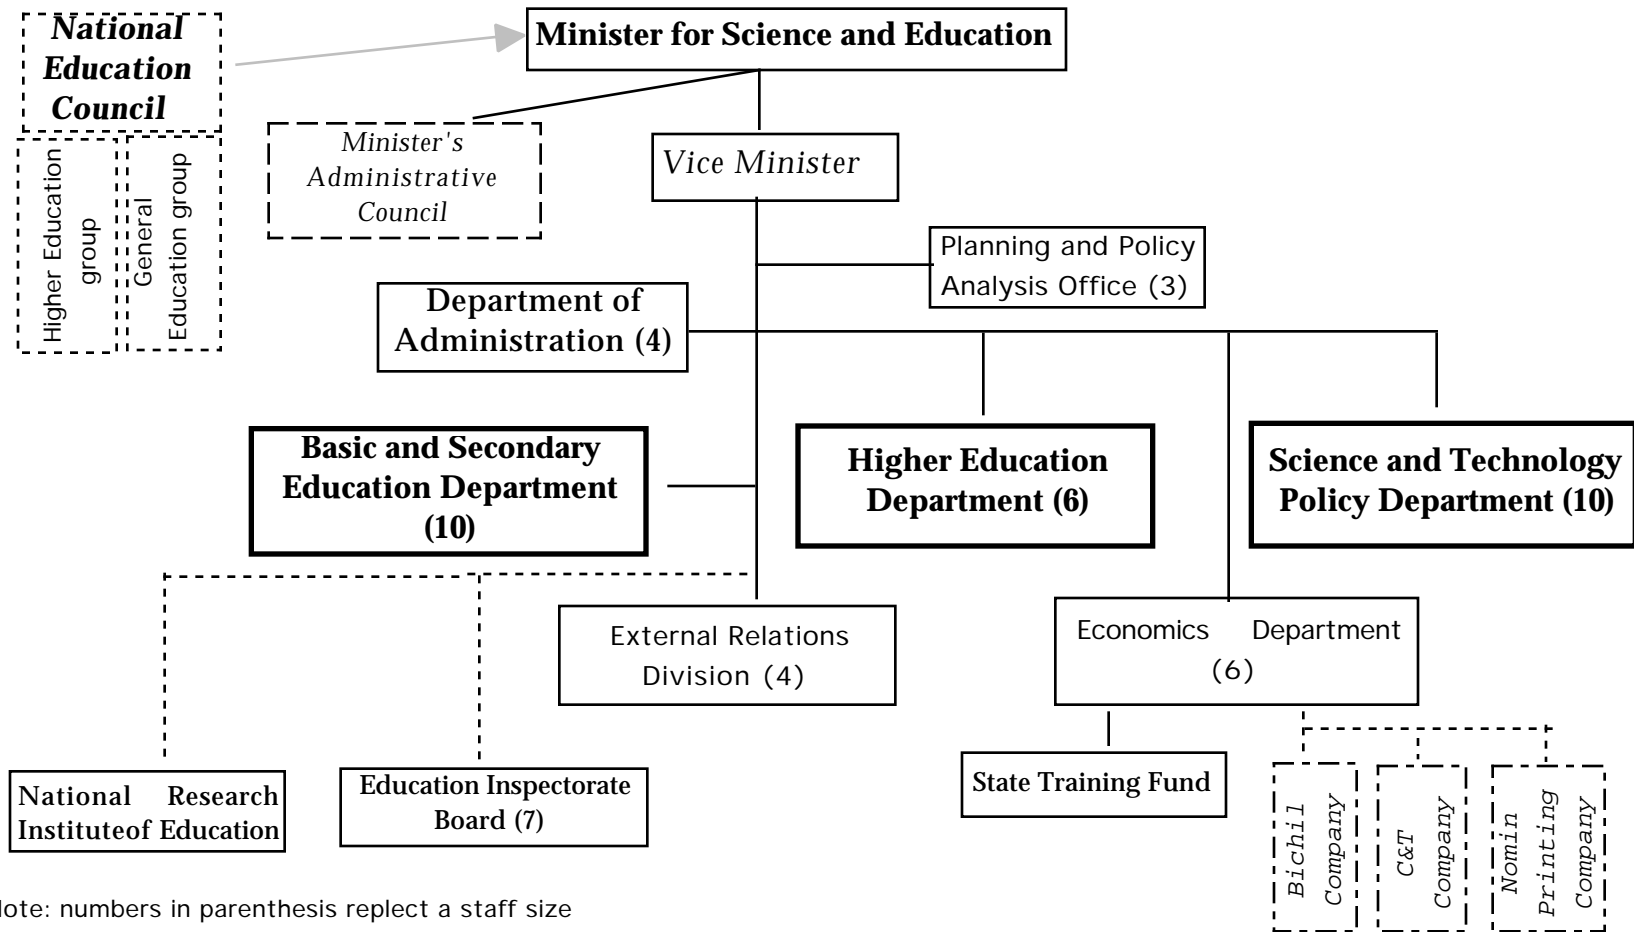 National
Education
Council
Minister for Science and Education
Higher Education
group
General
Education group
Minister's
Administrative
Council
Vice Minister
Planning and Policy
Analysis Office (3)
Department of
Administration (4)
Basic and Secondary
Education Department
(10)
Higher Education
Department (6)
Science and Technology
Policy Department (10)
External Relations
Division (4)
Economics Department
(6)
National Research
Instituteof Education
Education Inspectorate
Board (7)
State Training Fund
Bichil
Company
C&T
Company
Nomin
Printing
Company
lote: numbers in parenthesis replect a staff size